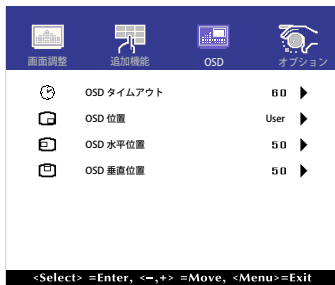 画面調整 追加機能 OSD オプション
OSD タイムアウト 60
OSD 位置 User
OSD 水平位置 50
OSD 垂直位置 50
<Select> =Enter, <−,+> =Move, <Menu>=Exit